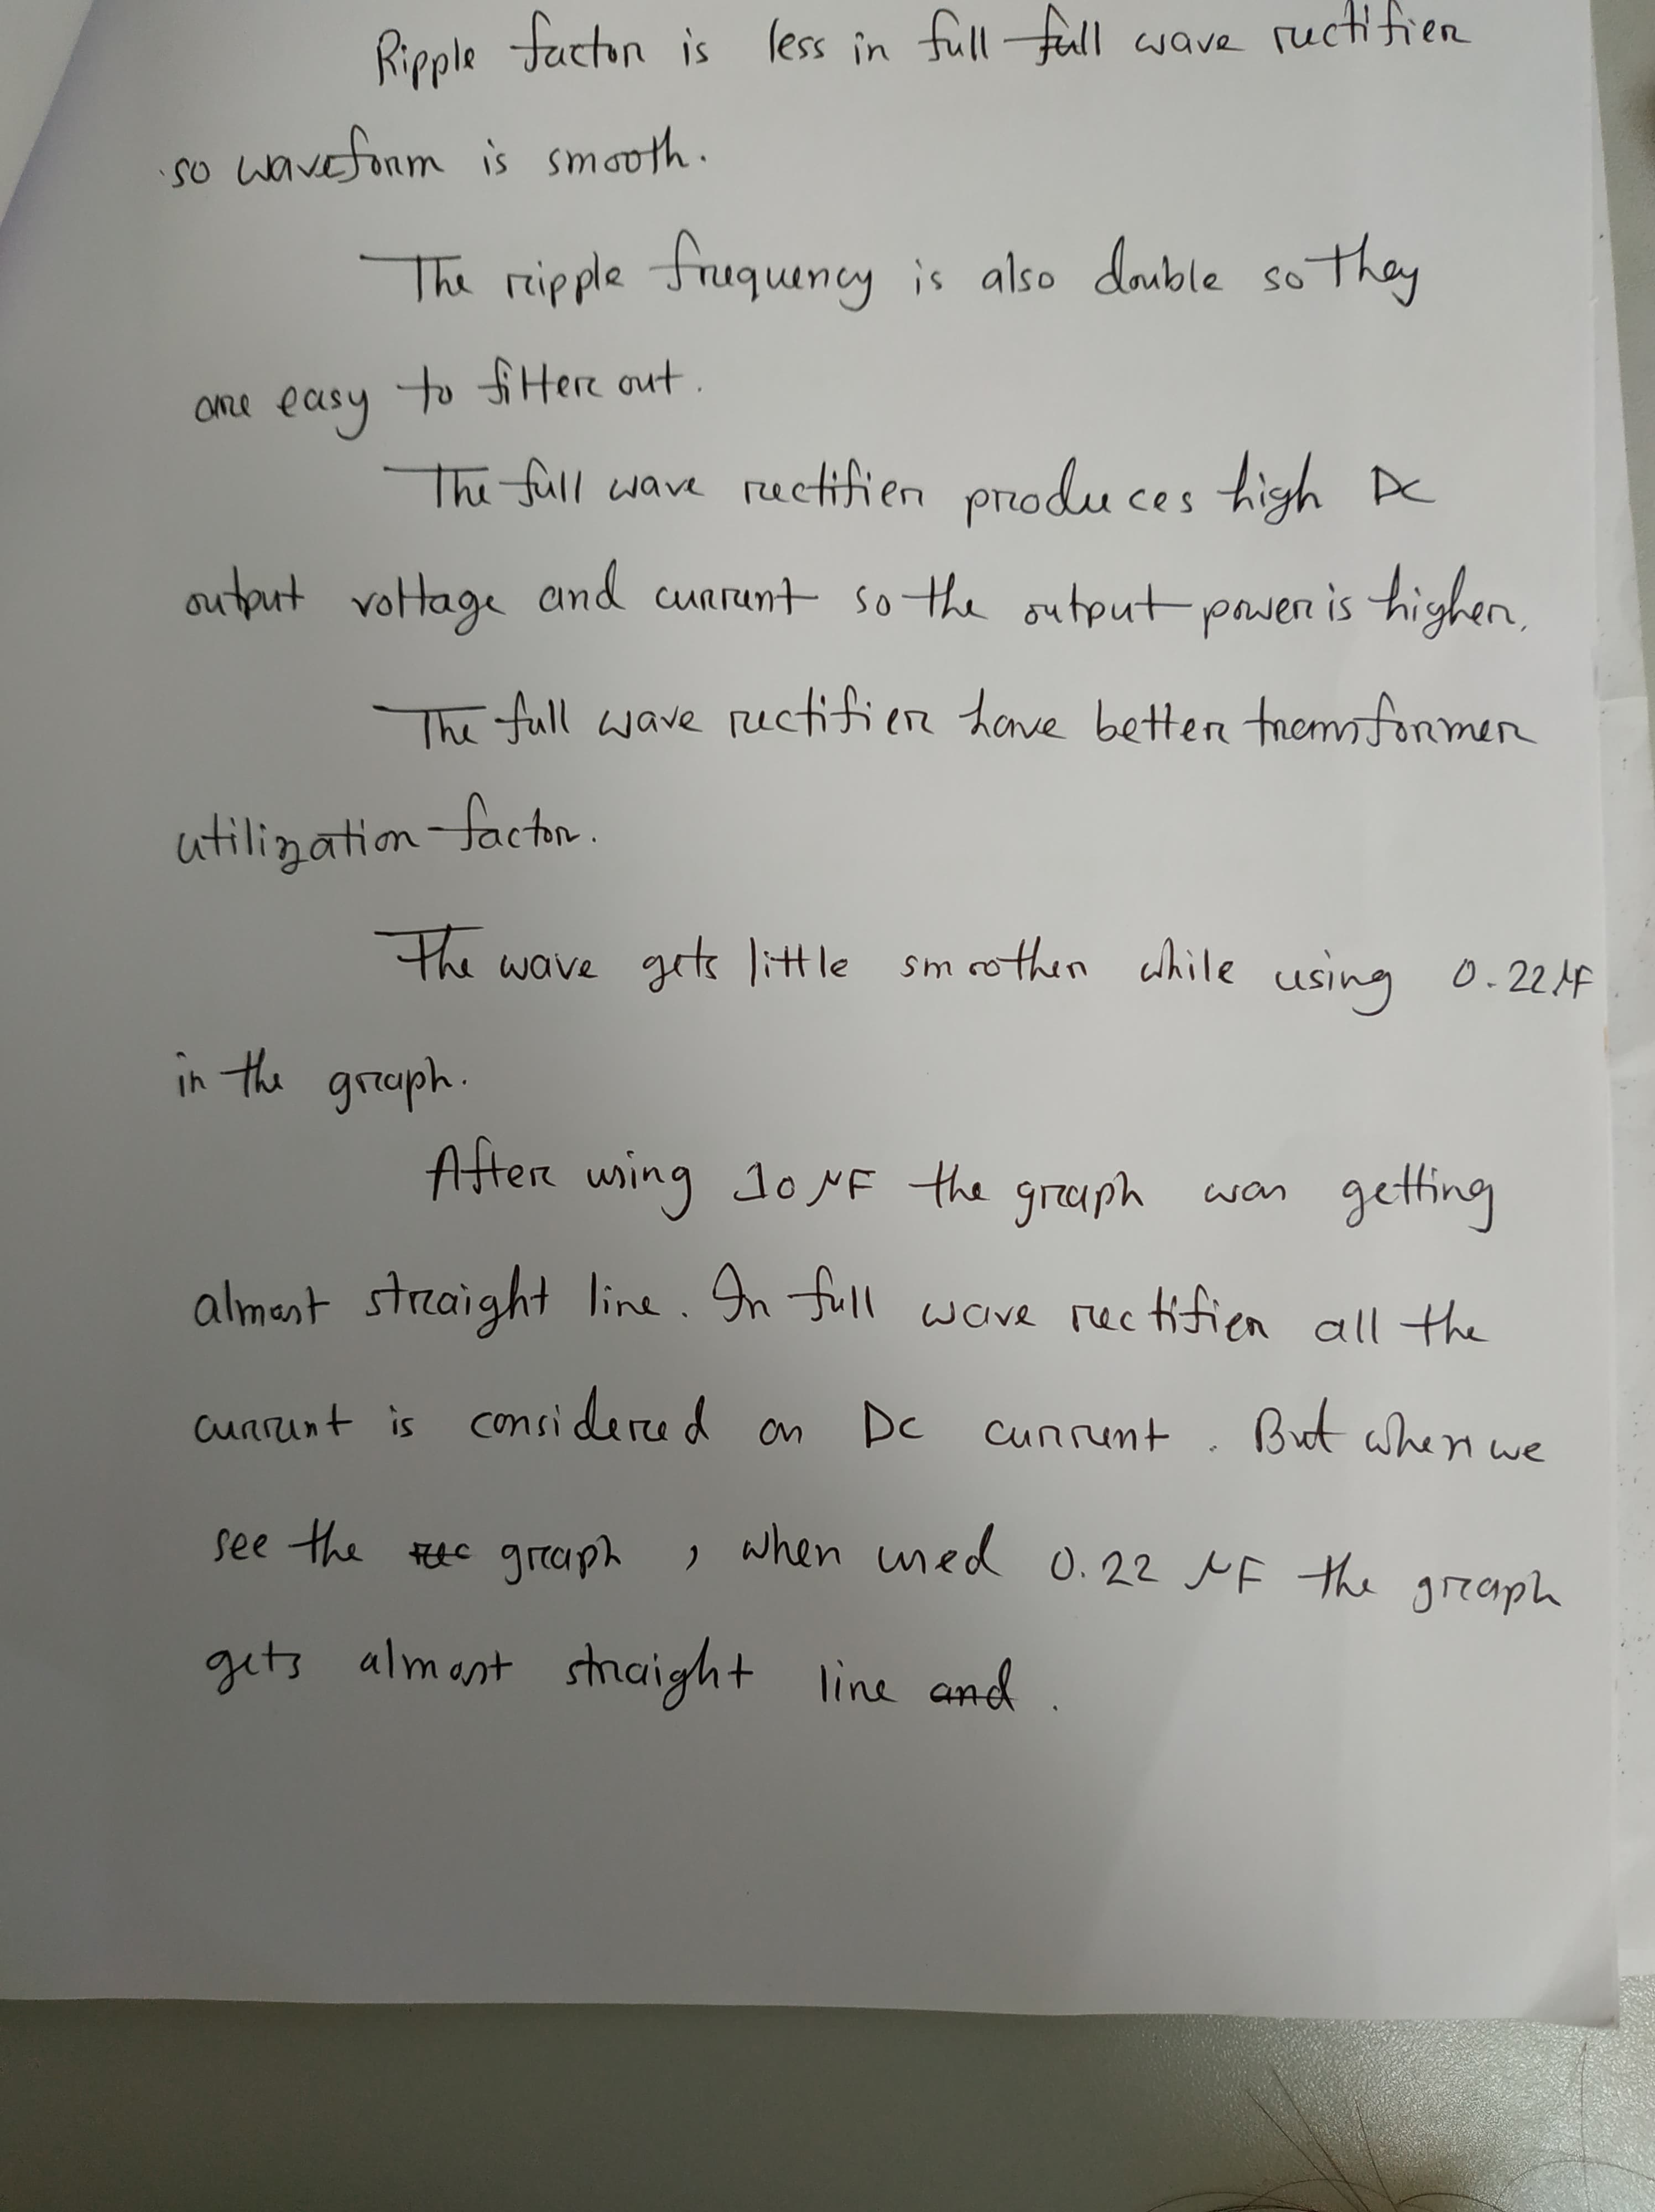 Ripple factor is less in full full wave rectifier
so waveform is smooth.
The ripple frequency is also double so they
are easy to filter out.
The full wave rectifier produces high DC
output voltage and current so the output power is higher.
The full wave rectifier have better transformer
utilization factor.
The wave gets little smoother while using 0.22 μF
in the graph.
After using 10 μF the graph was getting
almost straight line. In full wave rectifier all the
current is considered as DC current. But when we
see the rec graph, when used 0.22 μF the graph
gets almost straight line and.